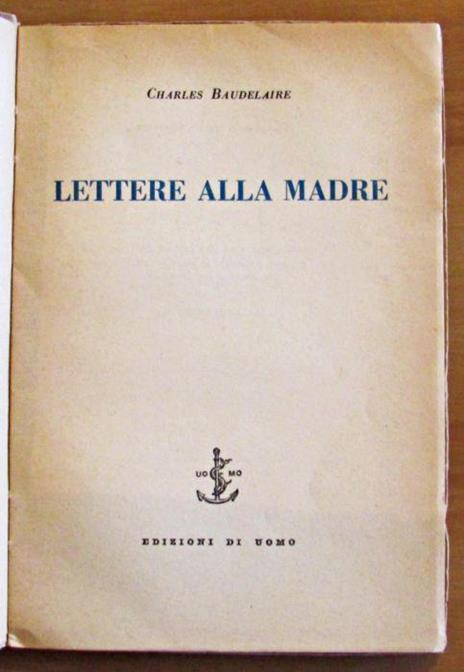 CHARLES BAUDELAIRE
LETTERE ALLA MADRE
UO MO
EDIZIONI DI UOMO